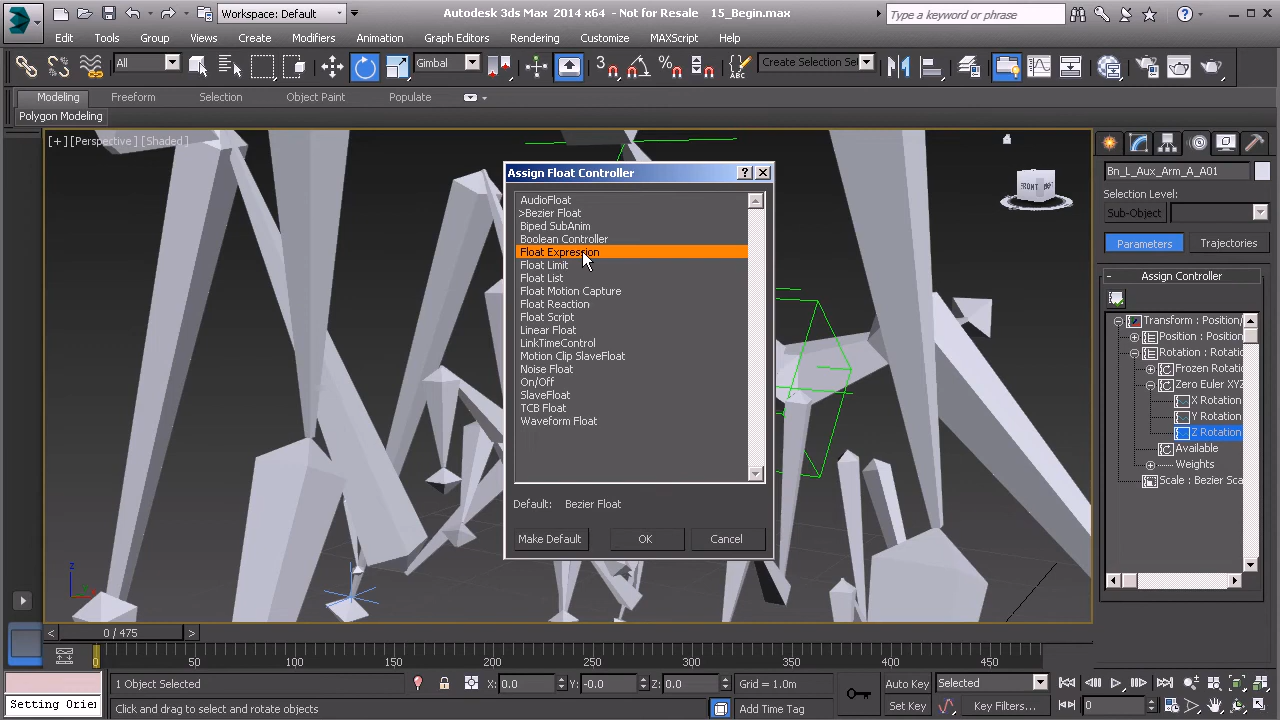 Workspace: Default
Autodesk 3ds Max 2014 x64 - Not for Resale 15_Begin.max
Type a keyword or phrase
Edit Tools Group Views Create Modifiers Animation Graph Editors Rendering Customize MAXScript Help
All
Gimbal
Create Selection Se
Modeling Freeform Selection Object Paint Populate
Polygon Modeling
[+] [Perspective] [Shaded]
FRONT
Assign Float Controller
AudioFloat
>Bezier Float
Biped SubAnim
Boolean Controller
Float Expression
Float Limit
Float List
Float Motion Capture
Float Reaction
Float Script
Linear Float
LinkTimeControl
Motion Clip SlaveFloat
Noise Float
On/Off
SlaveFloat
TCB Float
Waveform Float
Default: Bezier Float
Make Default OK Cancel
Bn_L_Aux_Arm_A_A01
Selection Level:
Sub-Object
Parameters Trajectories
- Assign Controller
Transform : Position/
Position : Position
Rotation : Rotatio
Frozen Rotation
Zero Euler XYZ
X Rotation
Y Rotation
Z Rotation
Available
Weights
Scale : Bezier Sca
z
< 0 / 475 >
0 50 100 150 200 250 300 350 400 450
1 Object Selected X: 0.0 Y: -0.0 Z: 0.0 Grid = 1.0m Auto Key Selected
Setting Orie Click and drag to select and rotate objects Add Time Tag Set Key Key Filters... 0